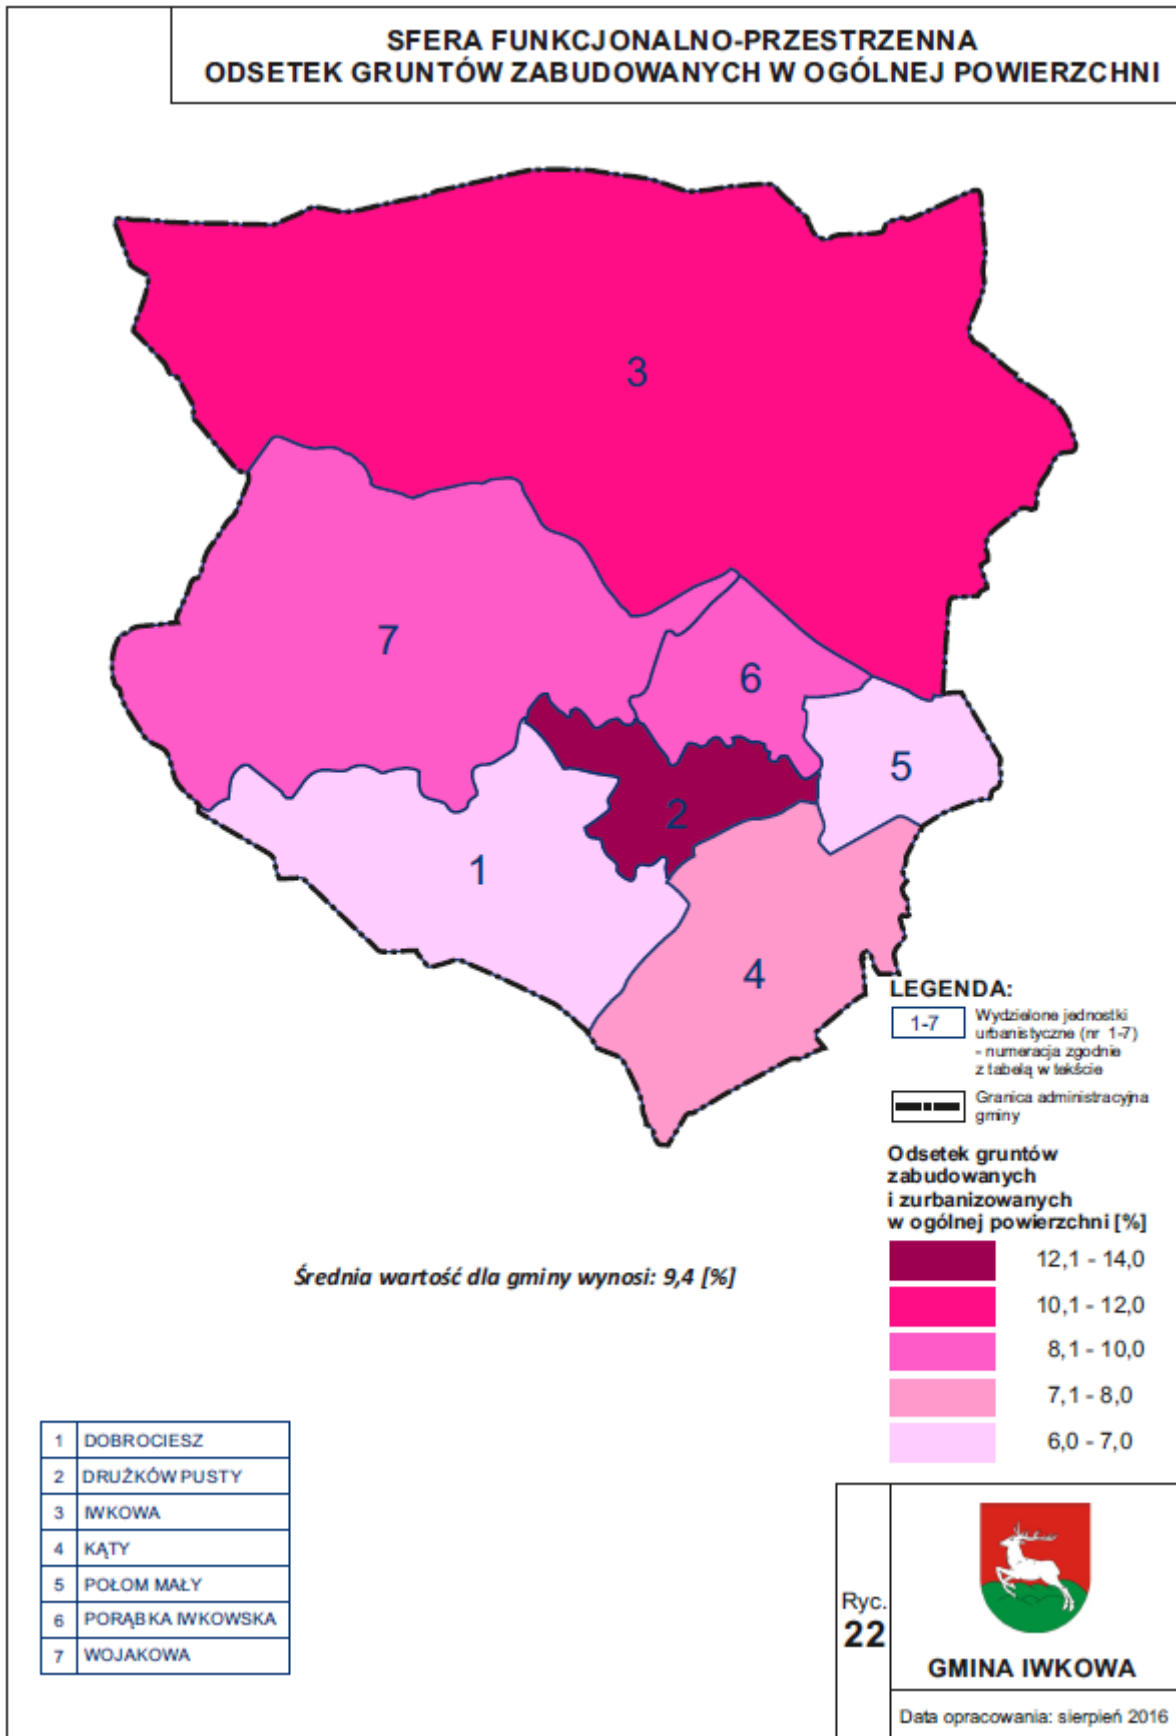 SFERA FUNKCJONALNO-PRZESTRZENNA
ODSETEK GRUNTÓW ZABUDOWANYCH W OGÓLNEJ POWIERZCHNI
3
7
6
5
2
1
4
LEGENDA:
1-7
Wydzielone jednostki
urbanistyczne (nr 1-7)
- numeracja zgodnie
z tabelą w tekście
Granica administracyjna
gminy
Odsetek gruntów
zabudowanych
i zurbanizowanych
w ogólnej powierzchni [%]
12,1 - 14,0
10,1 - 12,0
8,1 - 10,0
7,1 - 8,0
6,0 - 7,0
Średnia wartość dla gminy wynosi: 9,4 [%]
1 DOBROCIESZ
2 DRUŻKÓW PUSTY
3 IWKOWA
4 KĄTY
5 POŁOM MAŁY
6 PORĄBKA IWKOWSKA
7 WOJAKOWA
Ryc.
22
GMINA IWKOWA
Data opracowania: sierpień 2016